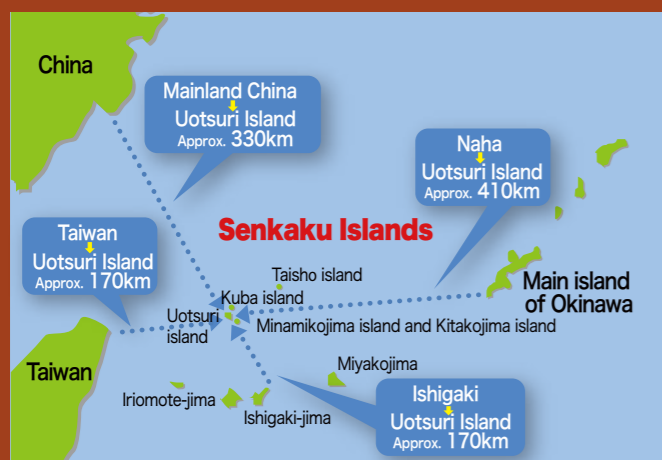 China
Mainland China
Uotsuri Island
Approx. 330km
Naha
Uotsuri Island
Approx. 410km
Senkaku Islands
Taiwan
Uotsuri Island
Approx. 170km
Taisho island
Kuba island
Main island
of Okinawa
Uotsuri
island
Minamikojima island and Kitakojima island
Taiwan
Miyakojima
Iriomote-jima
Ishigaki-jima
Ishigaki
Uotsuri Island
Approx. 170km